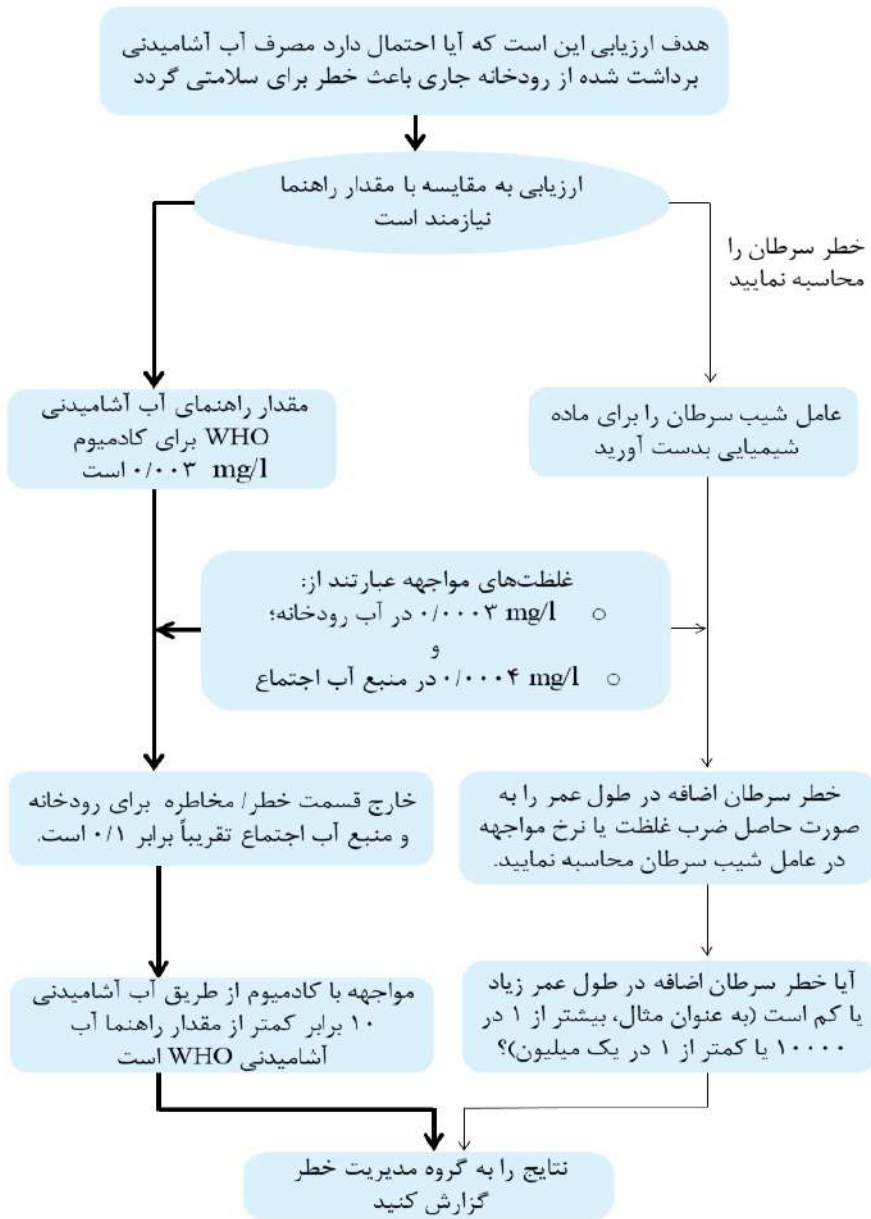 هدف ارزیابی این است که آیا احتمال دارد مصرف آب آشامیدنی
برداشت شده از رودخانه جاری باعث خطر برای سلامتی گردد
ارزیابی به مقایسه با مقدار راهنما
نیازمند است
خطر سرطان را
محاسبه نمایید
عامل شیب سرطان را برای ماده
شیمیایی بدست آورید
مقدار راهنمای آب آشامیدنی
WHO برای کادمیوم
۰/۰۰۳ mg/l است
غلظت‌های مواجهه عبارتند از:
○ ۰/۰۰۰۳ mg/l در آب رودخانه؛
و
○ ۰/۰۰۰۴ mg/l در منبع آب اجتماع
خطر سرطان اضافه در طول عمر را به
صورت حاصل ضرب غلظت یا نرخ مواجهه
در عامل شیب سرطان محاسبه نمایید.
خارج قسمت خطر/ مخاطره برای رودخانه
و منبع آب اجتماع تقریباً برابر ۰/۱ است.
آیا خطر سرطان اضافه در طول عمر زیاد
یا کم است (به عنوان مثال، بیشتر از ۱ در
۱۰۰۰۰ یا کمتر از ۱ در یک میلیون)؟
مواجهه با کادمیوم از طریق آب آشامیدنی
۱۰ برابر کمتر از مقدار راهنما آب
آشامیدنی WHO است
نتایج را به گروه مدیریت خطر
گزارش کنید